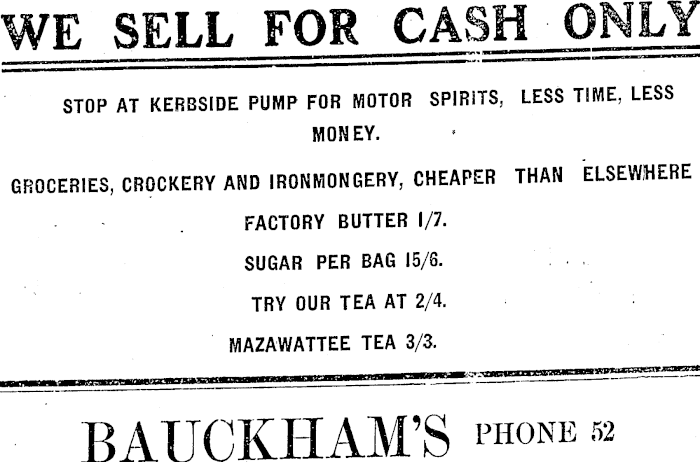 WE SELL FOR CASH ONLY
STOP AT KERBSIDE PUMP FOR MOTOR SPIRITS, LESS TIME, LESS
MONEY.
GROCERIES, CROCKERY AND IRONMONGERY, CHEAPER THAN ELSEWHERE
FACTORY BUTTER 1/7.
SUGAR PER BAG 15/6.
TRY OUR TEA AT 2/4.
MAZAWATTEE TEA 3/3.
BAUCKHAM'S PHONE 52